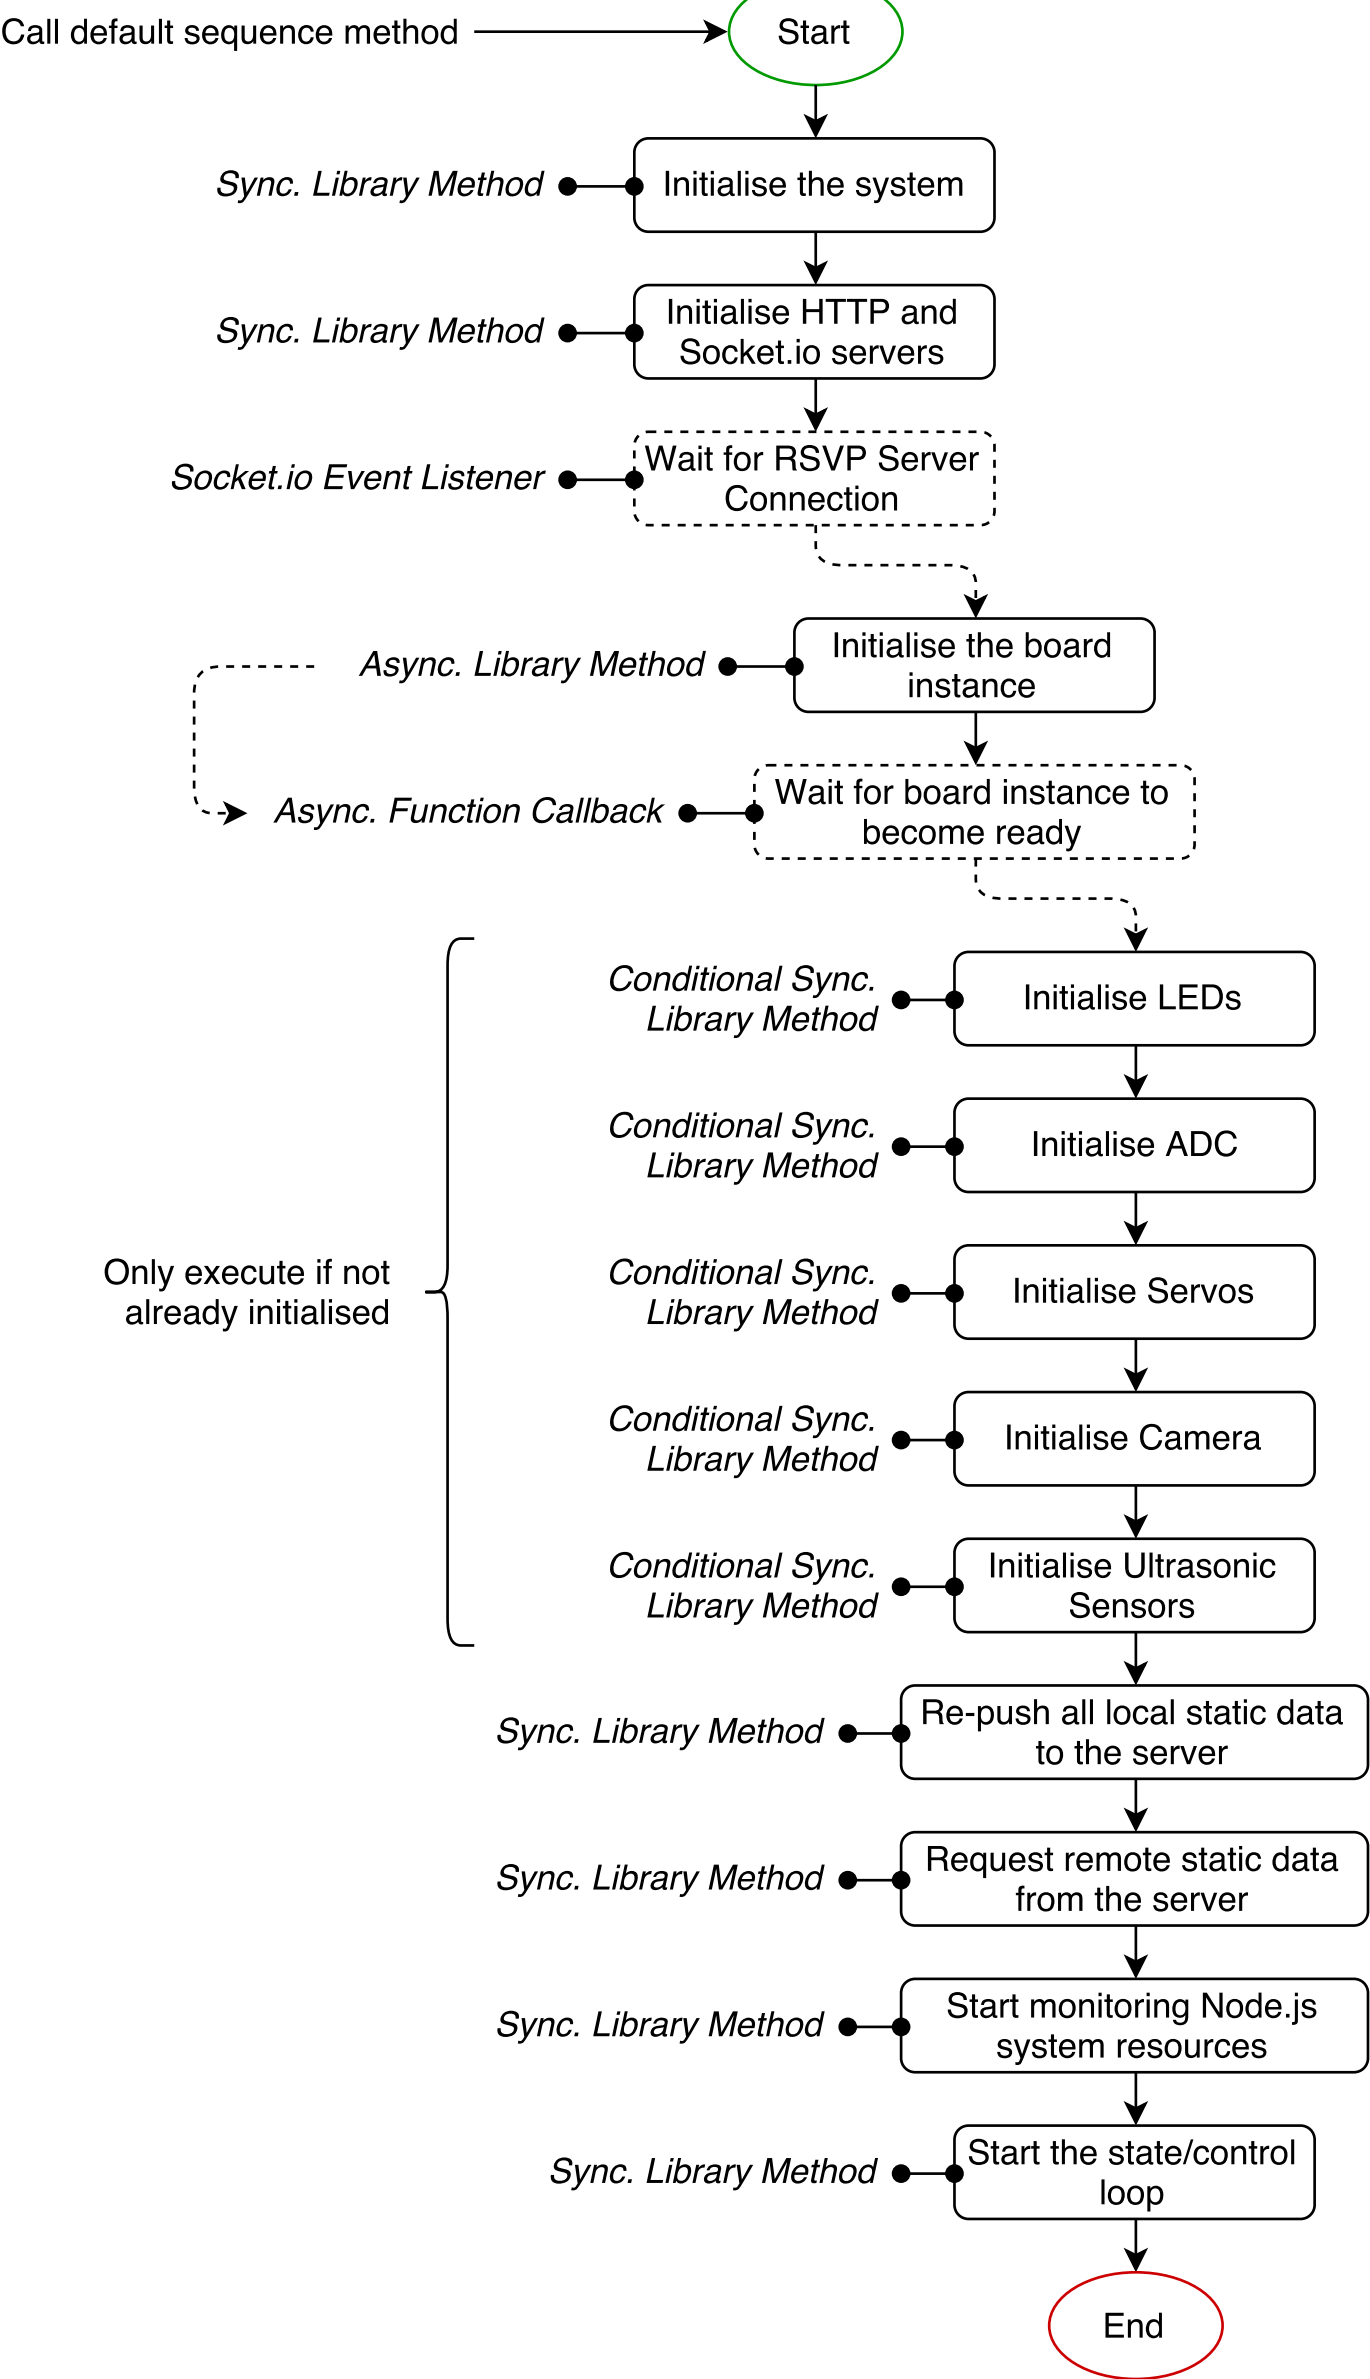 Call default sequence method
Start
Sync. Library Method
Initialise the system
Sync. Library Method
Initialise HTTP and
Socket.io servers
Socket.io Event Listener
Wait for RSVP Server
Connection
Async. Library Method
Initialise the board
instance
Async. Function Callback
Wait for board instance to
become ready
Only execute if not
already initialised
Conditional Sync.
Library Method
Initialise LEDs
Conditional Sync.
Library Method
Initialise ADC
Conditional Sync.
Library Method
Initialise Servos
Conditional Sync.
Library Method
Initialise Camera
Conditional Sync.
Library Method
Initialise Ultrasonic
Sensors
Sync. Library Method
Re-push all local static data
to the server
Sync. Library Method
Request remote static data
from the server
Sync. Library Method
Start monitoring Node.js
system resources
Sync. Library Method
Start the state/control
loop
End